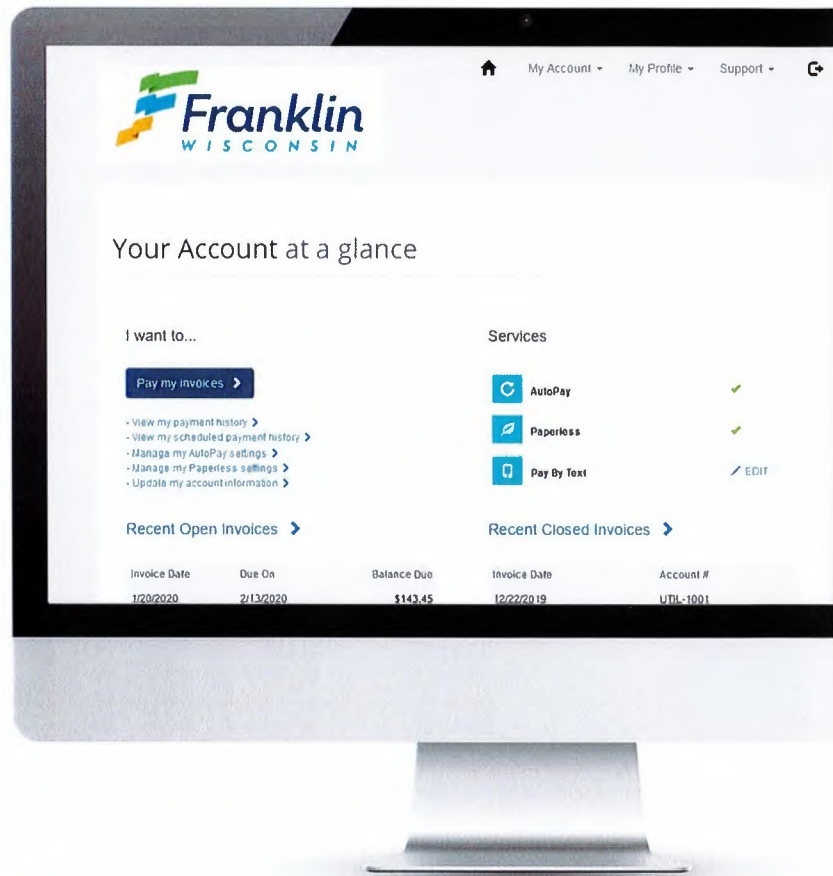 My Account
My Profile
Support
Franklin
WISCONSIN
Your Account at a glance
I want to...
Pay my invoices
- View my payment history
- View my scheduled payment history
- Manage my AutoPay settings
- Manage my Paperless settings
- Update my account information
Services
AutoPay
Paperless
Pay By Text
EDIT
Recent Open Invoices
Invoice Date Due On Balance Due
1/20/2020 2/13/2020 $143.45
Recent Closed Invoices
Invoice Date Account #
12/22/2019 UTIL-1001